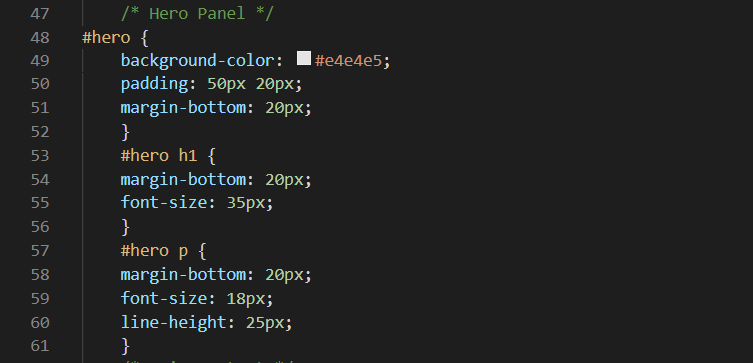 47 /* Hero Panel */
48 #hero {
49 background-color: #e4e4e5;
50 padding: 50px 20px;
51 margin-bottom: 20px;
52 }
53 #hero h1 {
54 margin-bottom: 20px;
55 font-size: 35px;
56 }
57 #hero p {
58 margin-bottom: 20px;
59 font-size: 18px;
60 line-height: 25px;
61 }